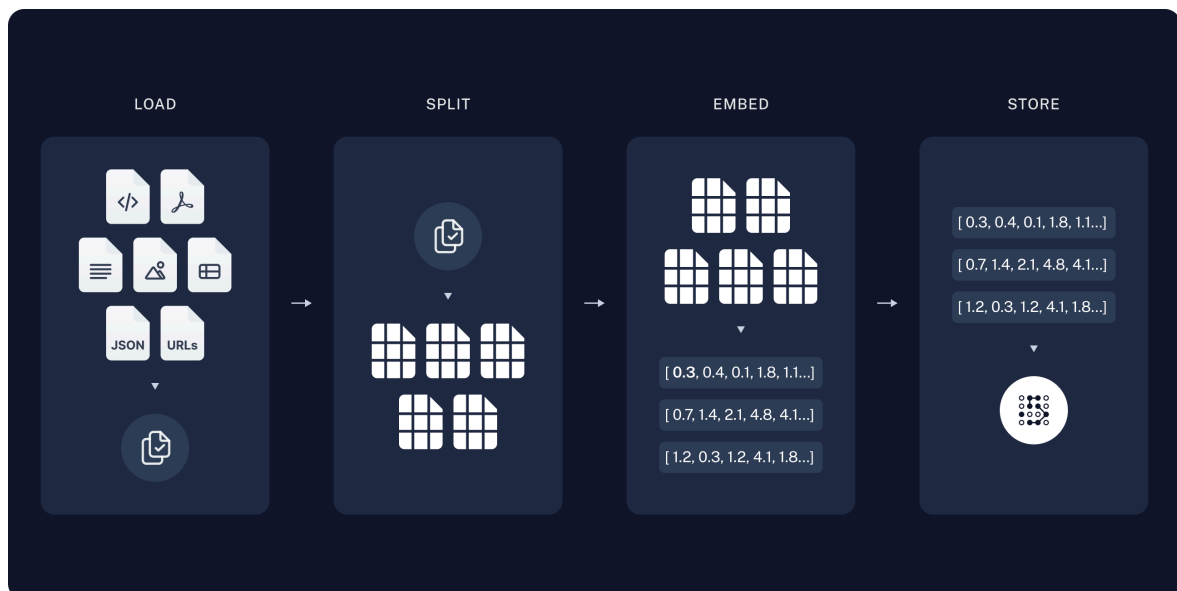 LOAD
SPLIT
EMBED
STORE
JSON
URLs
[ 0.3, 0.4, 0.1, 1.8, 1.1...]
[ 0.7, 1.4, 2.1, 4.8, 4.1...]
[ 1.2, 0.3, 1.2, 4.1, 1.8...]
[ 0.3, 0.4, 0.1, 1.8, 1.1...]
[ 0.7, 1.4, 2.1, 4.8, 4.1...]
[ 1.2, 0.3, 1.2, 4.1, 1.8...]